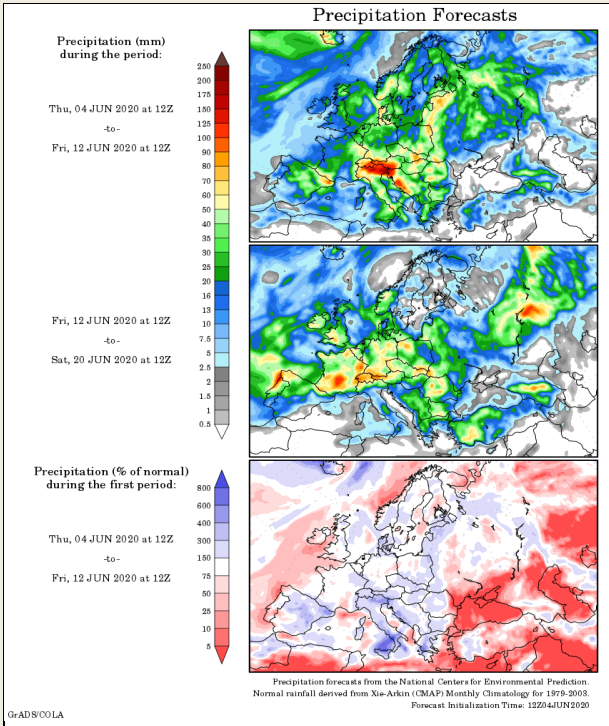 Precipitation Forecasts
Precipitation (mm)
during the period:
Thu, 04 JUN 2020 at 12Z
-to-
Fri, 12 JUN 2020 at 12Z
250
200
175
150
125
100
90
80
70
60
50
40
35
30
25
20
16
13
10
7.5
5
2.5
2
1.5
1
0.5
Fri, 12 JUN 2020 at 12Z
-to-
Sat, 20 JUN 2020 at 12Z
Precipitation (% of normal)
during the first period:
Thu, 04 JUN 2020 at 12Z
-to-
Fri, 12 JUN 2020 at 12Z
800
600
400
300
150
75
50
25
10
5
Precipitation forecasts from the National Centers for Environmental Prediction.
Normal rainfall derived from Xie-Arkin (CMAP) Monthly Climatology for 1979-2003.
Forecast Initialization Time: 12Z04JUN2020
GrADS/COLA